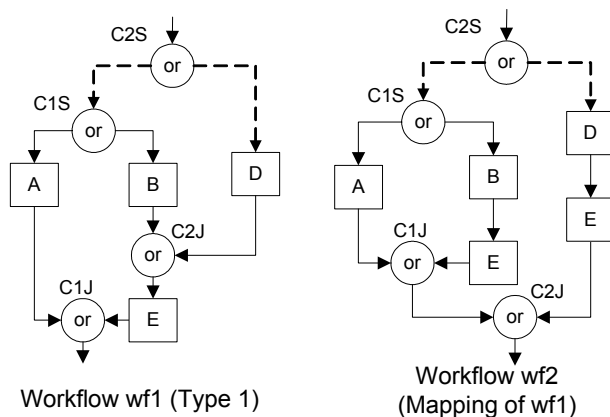 C2S
or
C1S
or
A
B
D
C2J
or
C1J
or
E
Workflow wf1 (Type 1)
C2S
or
C1S
or
D
A
B
E
C1J
or
E
C2J
or
Workflow wf2
(Mapping of wf1)